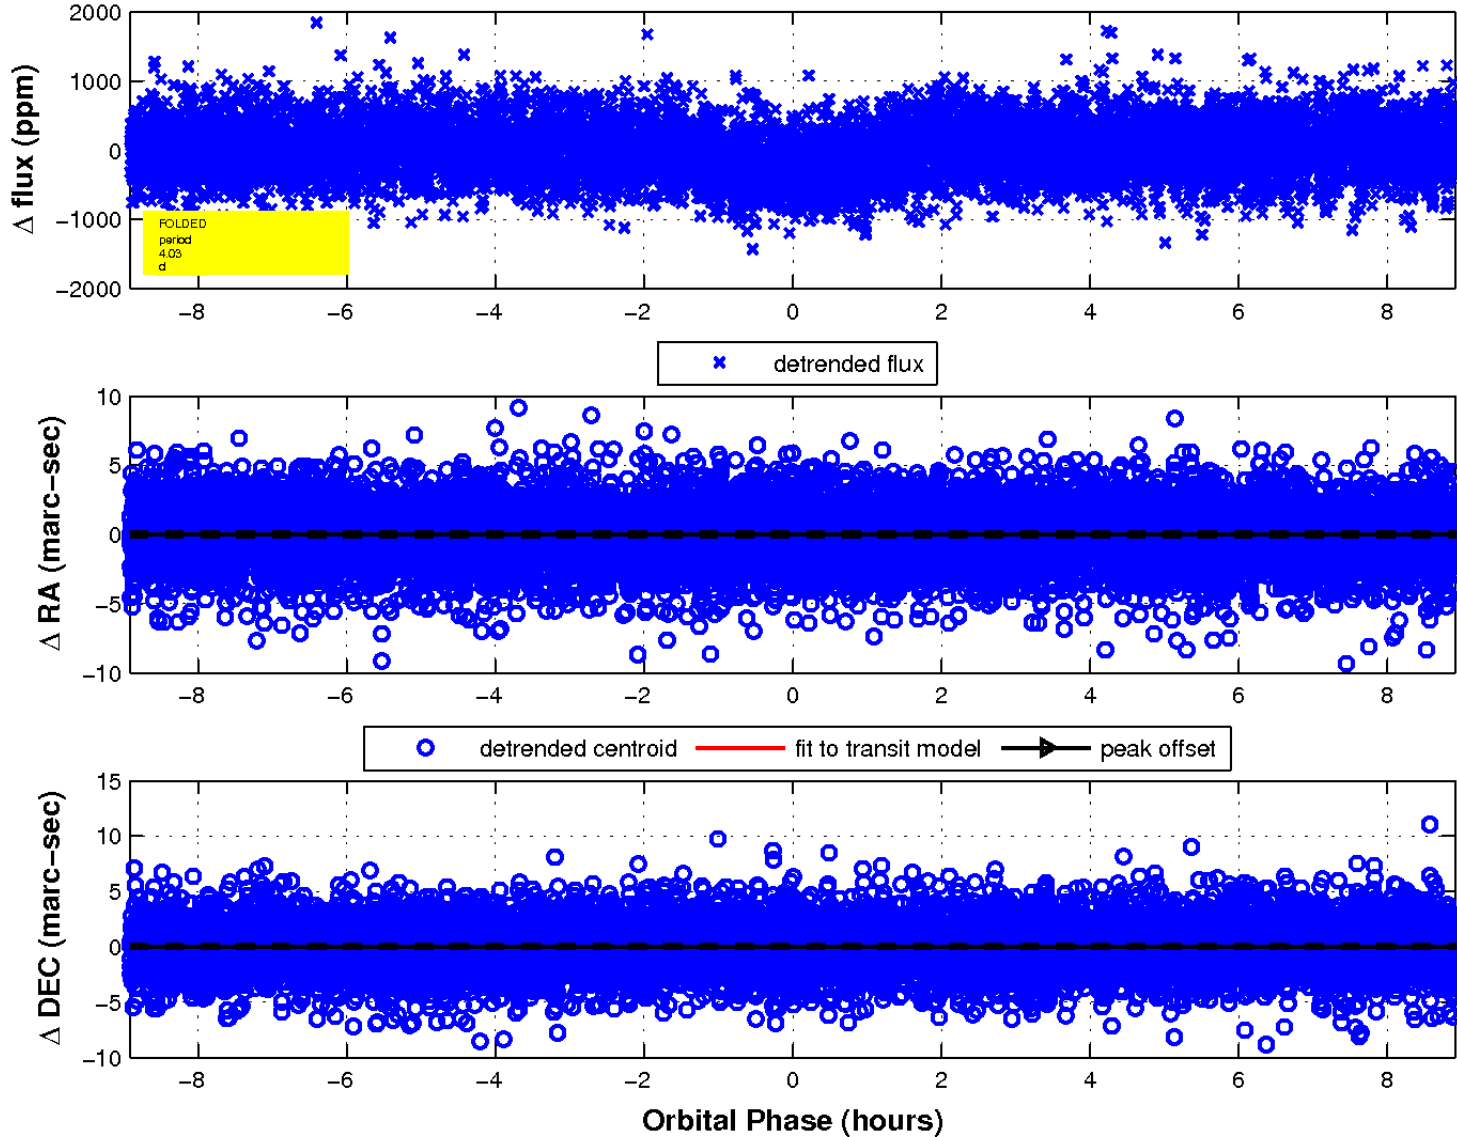 2000
1000
0
−1000
−2000
Δ flux (ppm)
FOLDED
period
4.03
d
−8 −6 −4 −2 0 2 4 6 8
detrended flux
10
5
0
−5
−10
Δ RA (marc−sec)
−8 −6 −4 −2 0 2 4 6 8
detrended centroid fit to transit model peak offset
15
10
5
0
−5
−10
Δ DEC (marc−sec)
−8 −6 −4 −2 0 2 4 6 8
Orbital Phase (hours)